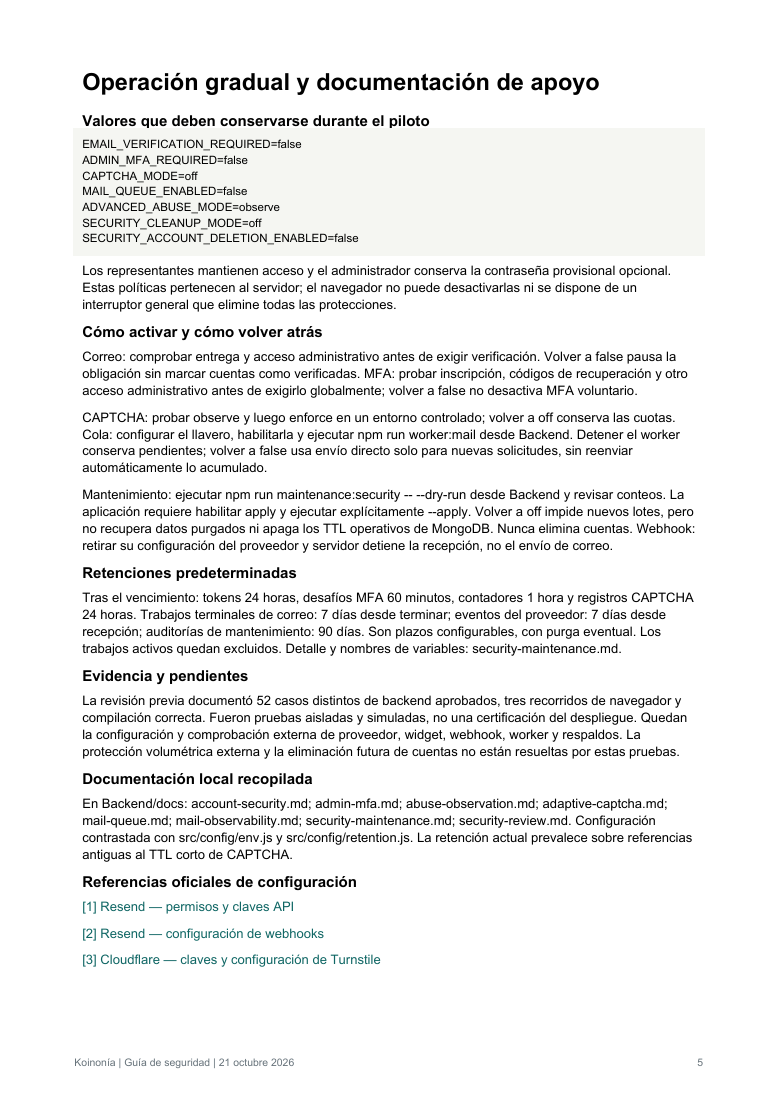 Operación gradual y documentación de apoyo
Valores que deben conservarse durante el piloto
EMAIL_VERIFICATION_REQUIRED=false
ADMIN_MFA_REQUIRED=false
CAPTCHA_MODE=off
MAIL_QUEUE_ENABLED=false
ADVANCED_ABUSE_MODE=observe
SECURITY_CLEANUP_MODE=off
SECURITY_ACCOUNT_DELETION_ENABLED=false
Los representantes mantienen acceso y el administrador conserva la contraseña provisional opcional.
Estas políticas pertenecen al servidor; el navegador no puede desactivarlas ni se dispone de un
interruptor general que elimine todas las protecciones.
Cómo activar y cómo volver atrás
Correo: comprobar entrega y acceso administrativo antes de exigir verificación. Volver a false pausa la
obligación sin marcar cuentas como verificadas. MFA: probar inscripción, códigos de recuperación y otro
acceso administrativo antes de exigirlo globalmente; volver a false no desactiva MFA voluntario.
CAPTCHA: probar observe y luego enforce en un entorno controlado; volver a off conserva las cuotas.
Cola: configurar el llavero, habilitarla y ejecutar npm run worker:mail desde Backend. Detener el worker
conserva pendientes; volver a false usa envío directo solo para nuevas solicitudes, sin reenviar
automáticamente lo acumulado.
Mantenimiento: ejecutar npm run maintenance:security -- --dry-run desde Backend y revisar conteos. La
aplicación requiere habilitar apply y ejecutar explícitamente --apply. Volver a off impide nuevos lotes, pero
no recupera datos purgados ni apaga los TTL operativos de MongoDB. Nunca elimina cuentas. Webhook:
retirar su configuración del proveedor y servidor detiene la recepción, no el envío de correo.
Retenciones predeterminadas
Tras el vencimiento: tokens 24 horas, desafíos MFA 60 minutos, contadores 1 hora y registros CAPTCHA
24 horas. Trabajos terminales de correo: 7 días desde terminar; eventos del proveedor: 7 días desde
recepción; auditorías de mantenimiento: 90 días. Son plazos configurables, con purga eventual. Los
trabajos activos quedan excluidos. Detalle y nombres de variables: security-maintenance.md.
Evidencia y pendientes
La revisión previa documentó 52 casos distintos de backend aprobados, tres recorridos de navegador y
compilación correcta. Fueron pruebas aisladas y simuladas, no una certificación del despliegue. Quedan
la configuración y comprobación externa de proveedor, widget, webhook, worker y respaldos. La
protección volumétrica externa y la eliminación futura de cuentas no están resueltas por estas pruebas.
Documentación local recopilada
En Backend/docs: account-security.md; admin-mfa.md; abuse-observation.md; adaptive-captcha.md;
mail-queue.md; mail-observability.md; security-maintenance.md; security-review.md. Configuración
contrastada con src/config/env.js y src/config/retention.js. La retención actual prevalece sobre referencias
antiguas al TTL corto de CAPTCHA.
Referencias oficiales de configuración
[1] Resend — permisos y claves API
[2] Resend — configuración de webhooks
[3] Cloudflare — claves y configuración de Turnstile
Koinonía | Guía de seguridad | 21 octubre 2026
5